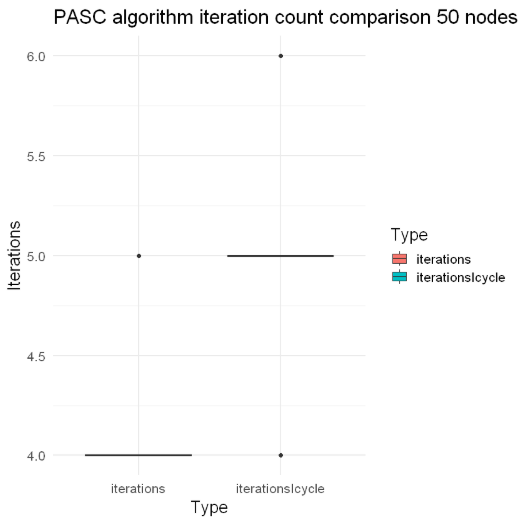 PASC algorithm iteration count comparison 50 nodes
6.0
5.5
5.0
4.5
4.0
Iterations
iterations
iterationsIcycle
Type
Type
iterations
iterationsIcycle